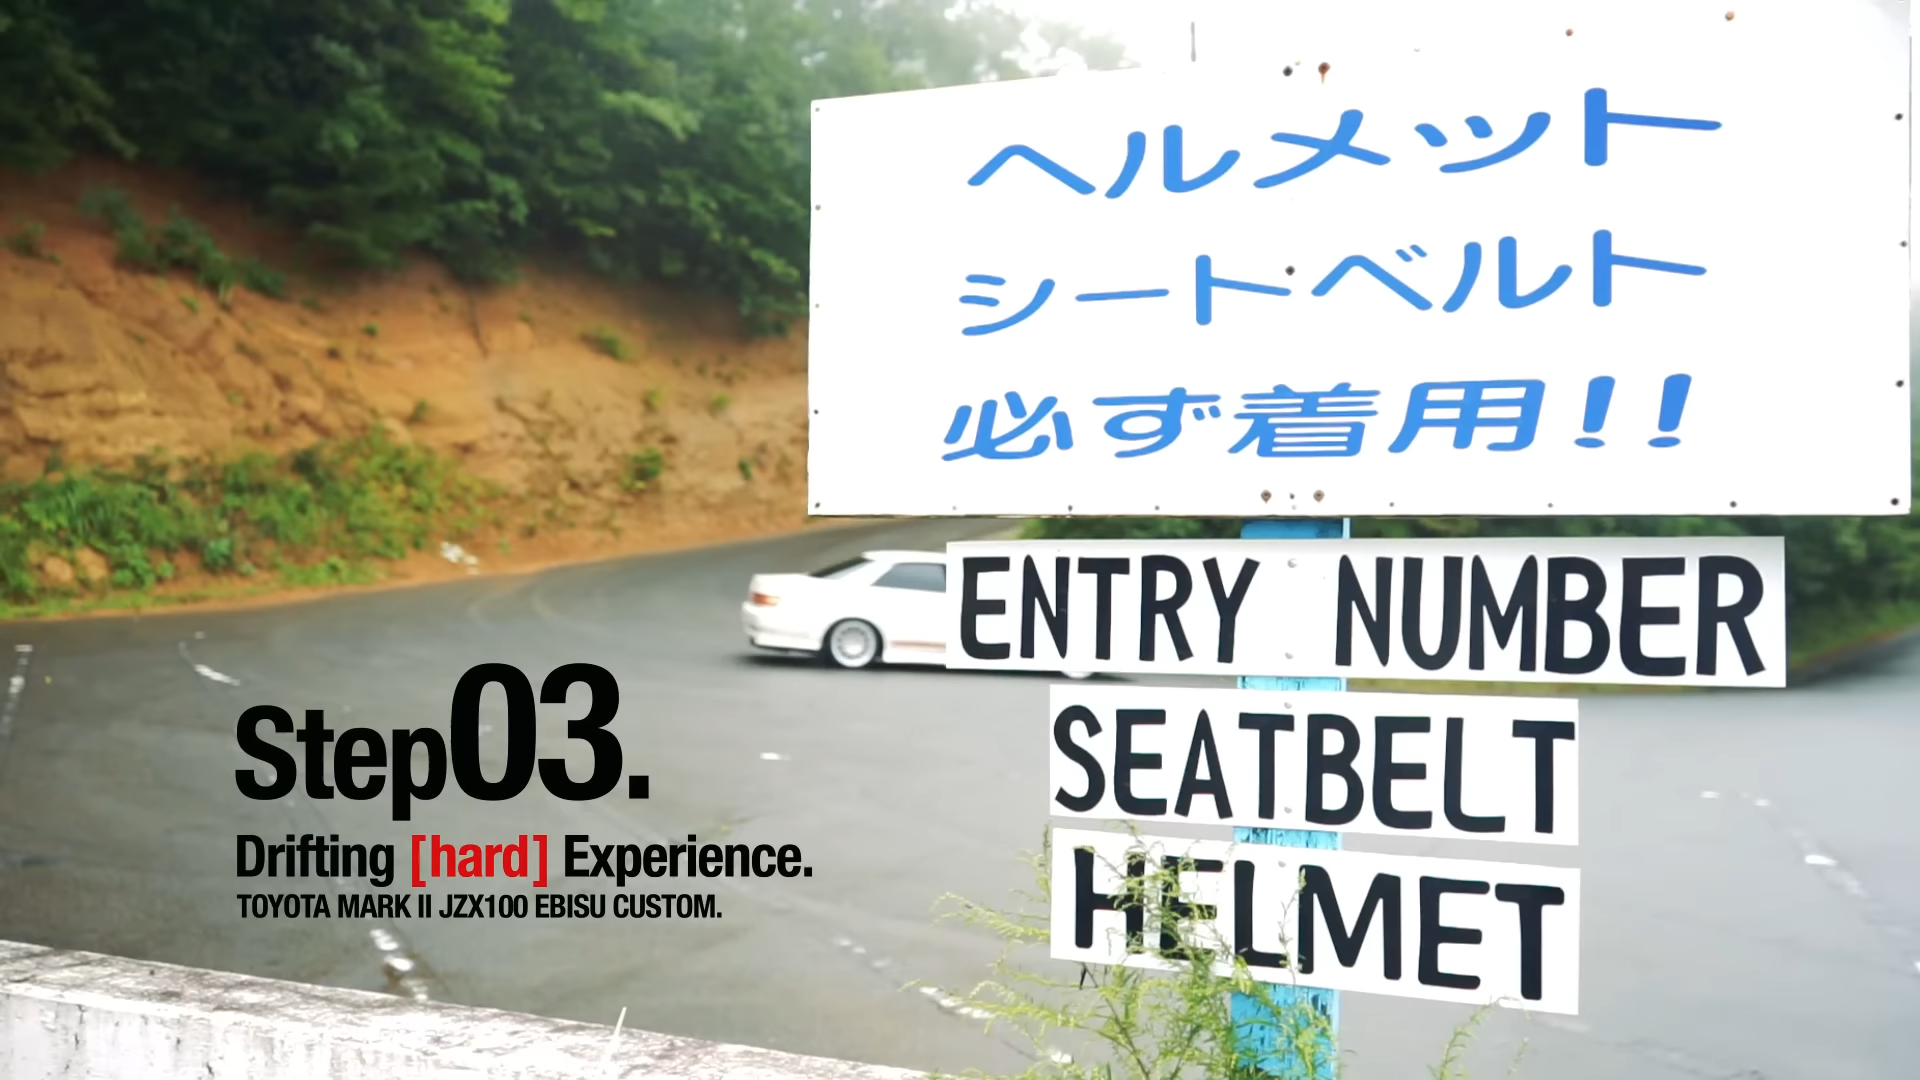 ヘルメット
シートベルト
必ず着用!!
ENTRY NUMBER
SEATBELT
HELMET
Step03.
Drifting [hard] Experience.
TOYOTA MARK II JZX100 EBISU CUSTOM.